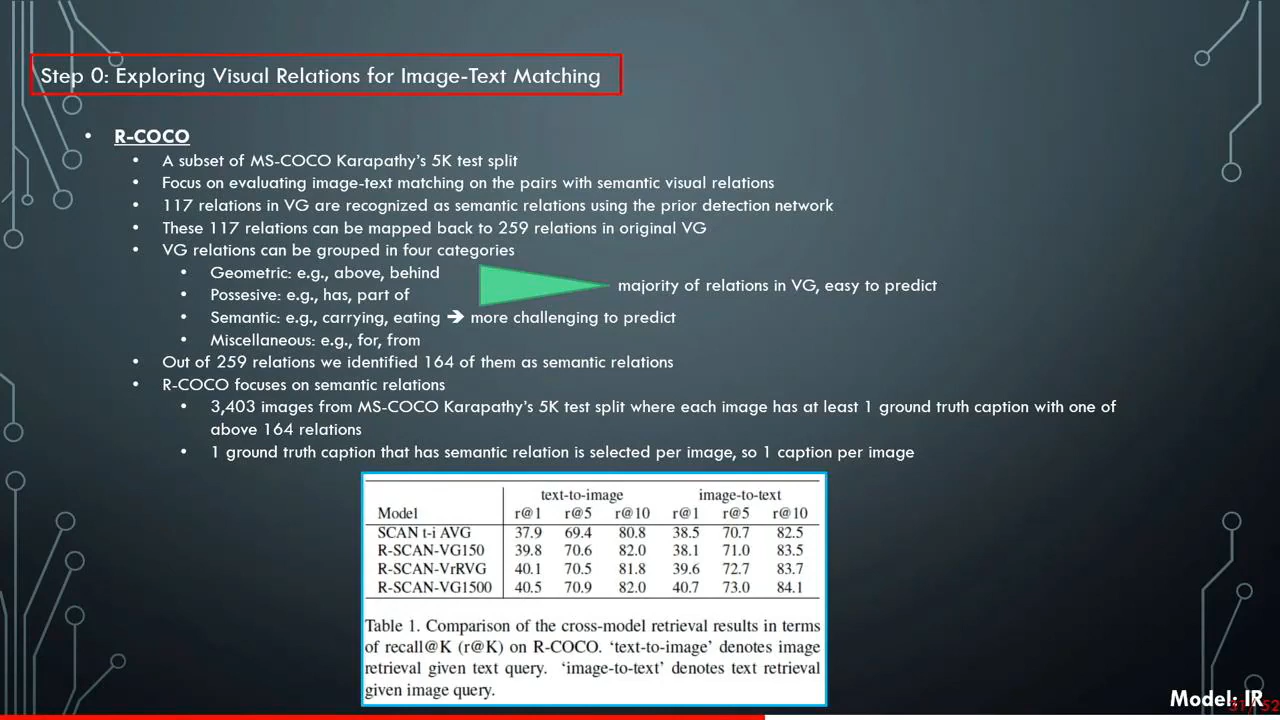 Step 0: Exploring Visual Relations for Image-Text Matching
• R-COCO
• A subset of MS-COCO Karapathy's 5K test split
• Focus on evaluating image-text matching on the pairs with semantic visual relations
• 117 relations in VG are recognized as semantic relations using the prior detection network
• These 117 relations can be mapped back to 259 relations in original VG
• VG relations can be grouped in four categories
• Geometric: e.g., above, behind
• Possesive: e.g., has, part of
majority of relations in VG, easy to predict
• Semantic: e.g., carrying, eating ➔ more challenging to predict
• Miscellaneous: e.g., for, from
• Out of 259 relations we identified 164 of them as semantic relations
• R-COCO focuses on semantic relations
• 3,403 images from MS-COCO Karapathy's 5K test split where each image has at least 1 ground truth caption with one of
above 164 relations
• 1 ground truth caption that has semantic relation is selected per image, so 1 caption per image
text-to-image image-to-text
Model r@1 r@5 r@10 r@1 r@5 r@10
SCAN t-i AVG 37.9 69.4 80.8 38.5 70.7 82.5
R-SCAN-VG150 39.8 70.6 82.0 38.1 71.0 83.5
R-SCAN-VrRVG 40.1 70.5 81.8 39.6 72.7 83.7
R-SCAN-VG1500 40.5 70.9 82.0 40.7 73.0 84.1
Table 1. Comparison of the cross-model retrieval results in terms
of recall@K (r@K) on R-COCO. 'text-to-image' denotes image
retrieval given text query. 'image-to-text' denotes text retrieval
given image query.
Model: IR
31/52